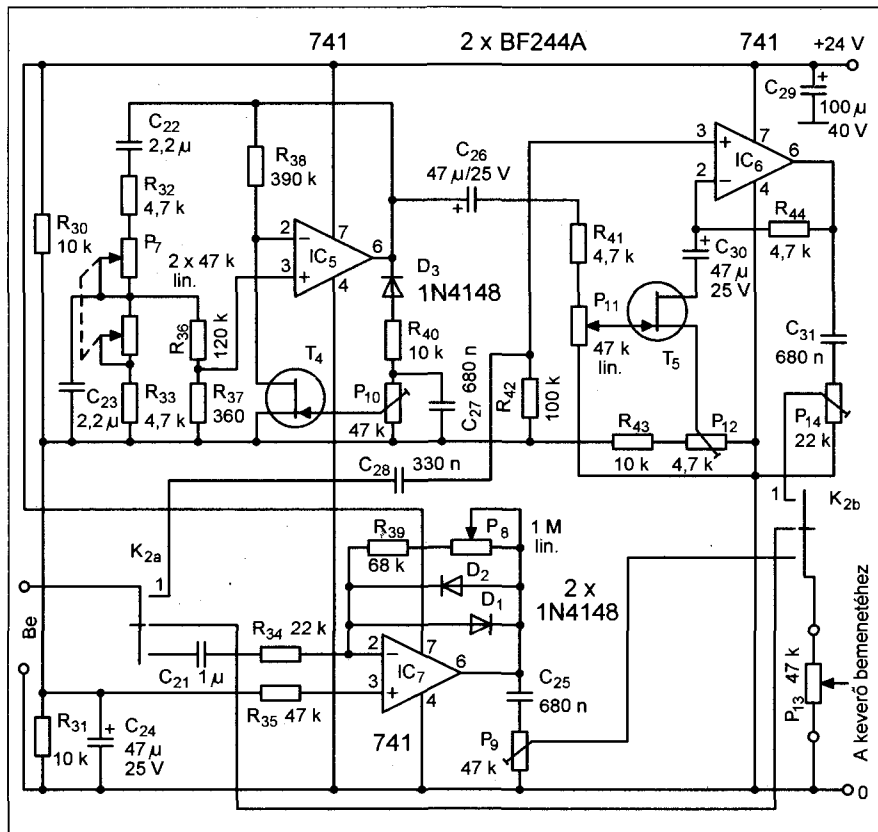 741
2 x BF244A
741
+24 V
C22
2,2 µ
R38
390 k
C26
47 µ/25 V
3
+
7
6
IC6
2
−
4
C29
+
100 µ
40 V
R30
10 k
R32
4,7 k
P7
2 x 47 k
lin.
2
−
7
IC5
6
3
+
4
D3
1N4148
R41
4,7 k
R44
4,7 k
C30
+
47 µ
25 V
R36
120 k
T4
R40
10 k
P11
47 k
lin.
T5
C31
680 n
C23
2,2 µ
R33
4,7 k
R37
360
P10
47 k
C27
680 n
R42
100 k
R43
10 k
P12
4,7 k
P14
22 k
C28
330 n
K2a
1
R39
68 k
P8
1 M
lin.
1
K2b
D2
D1
2 x
1N4148
Be
R34 22 k
C21
1 µ
2
−
7
IC7
6
3
+
4
R35 47 k
741
C25
680 n
P9
47 k
R31
10 k
C24
+
47 µ
25 V
47 k
P13
A keverő bemenetéhez
0